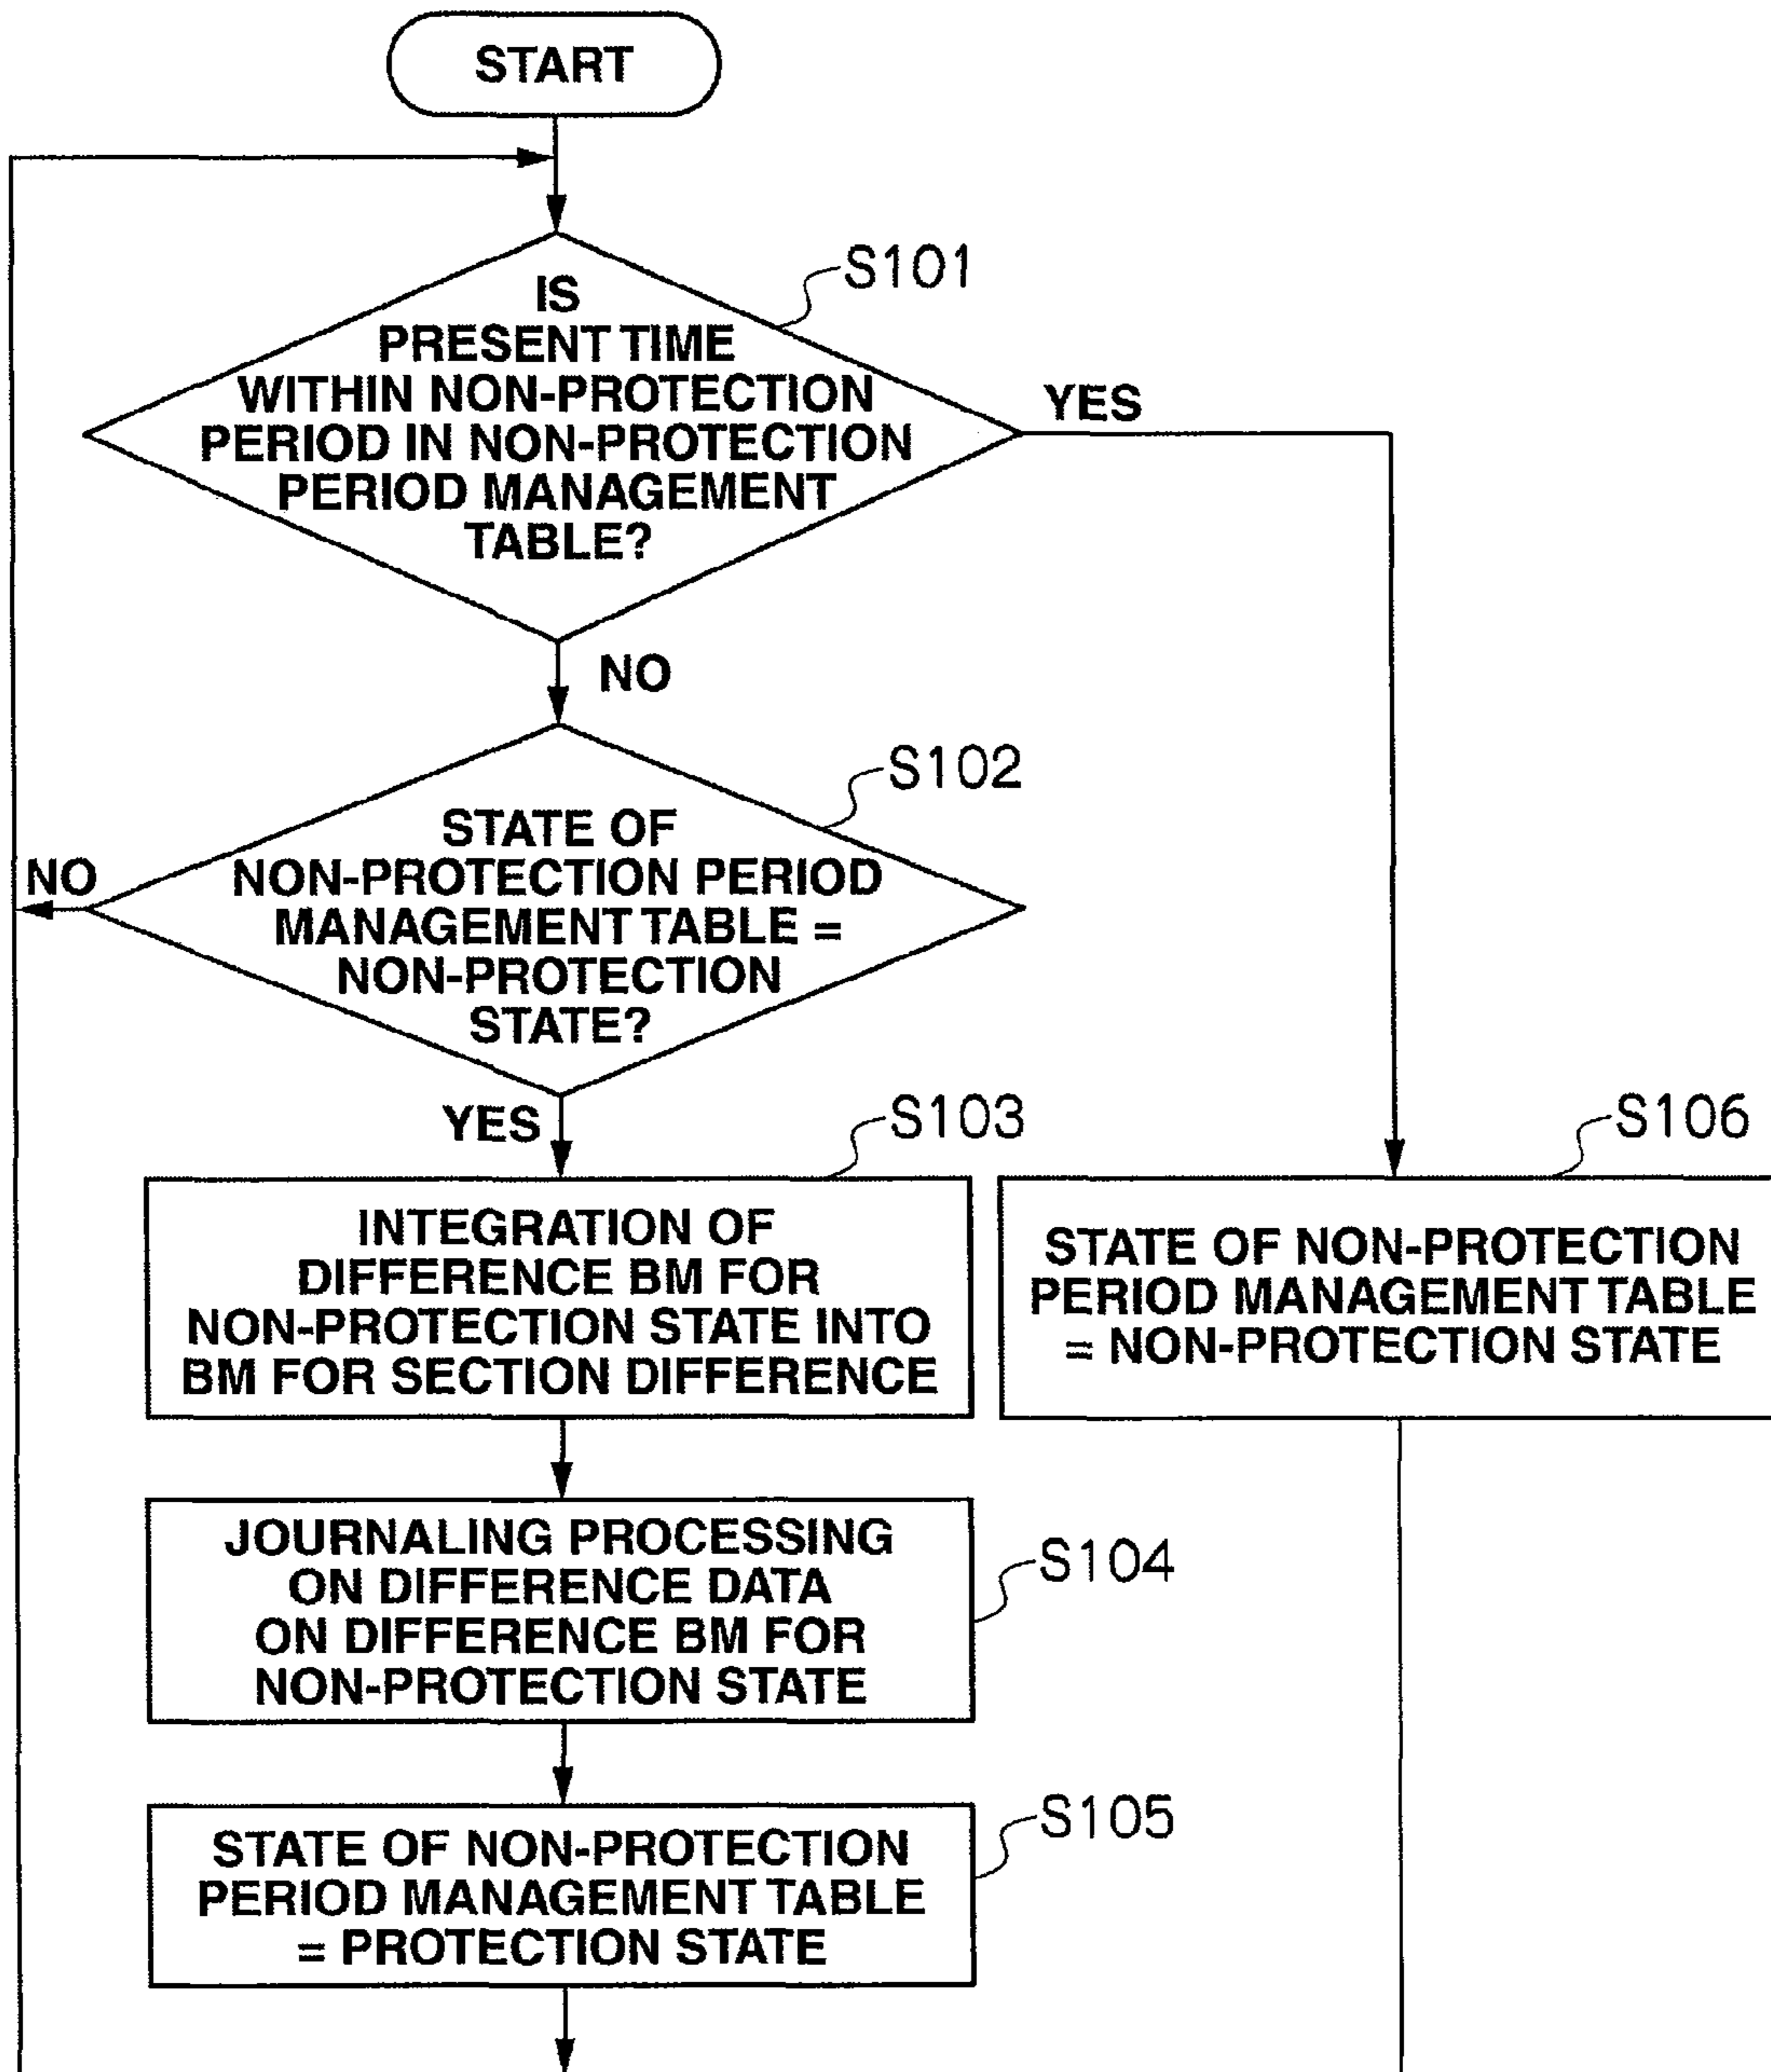 START
S101
IS
PRESENT TIME
WITHIN NON-PROTECTION
PERIOD IN NON-PROTECTION
PERIOD MANAGEMENT
TABLE?
YES
NO
S102
STATE OF
NON-PROTECTION PERIOD
MANAGEMENT TABLE =
NON-PROTECTION
STATE?
NO
YES
S103
INTEGRATION OF
DIFFERENCE BM FOR
NON-PROTECTION STATE INTO
BM FOR SECTION DIFFERENCE
S106
STATE OF NON-PROTECTION
PERIOD MANAGEMENT TABLE
= NON-PROTECTION STATE
S104
JOURNALING PROCESSING
ON DIFFERENCE DATA
ON DIFFERENCE BM FOR
NON-PROTECTION STATE
S105
STATE OF NON-PROTECTION
PERIOD MANAGEMENT TABLE
= PROTECTION STATE